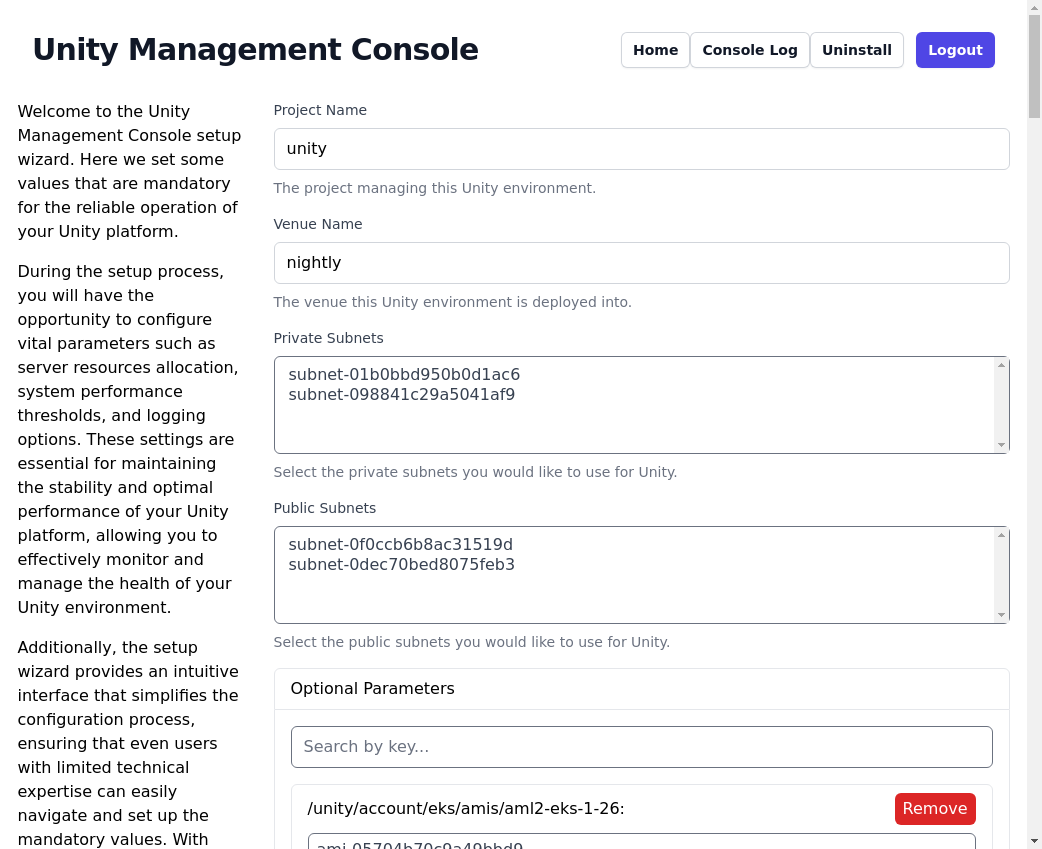 Unity Management Console
Home
Console Log
Uninstall
Logout
Welcome to the Unity
Management Console setup
wizard. Here we set some
values that are mandatory
for the reliable operation of
your Unity platform.
During the setup process,
you will have the
opportunity to configure
vital parameters such as
server resources allocation,
system performance
thresholds, and logging
options. These settings are
essential for maintaining
the stability and optimal
performance of your Unity
platform, allowing you to
effectively monitor and
manage the health of your
Unity environment.
Additionally, the setup
wizard provides an intuitive
interface that simplifies the
configuration process,
ensuring that even users
with limited technical
expertise can easily
navigate and set up the
mandatory values. With
Project Name
unity
The project managing this Unity environment.
Venue Name
nightly
The venue this Unity environment is deployed into.
Private Subnets
subnet-01b0bbd950b0d1ac6
subnet-098841c29a5041af9
Select the private subnets you would like to use for Unity.
Public Subnets
subnet-0f0ccb6b8ac31519d
subnet-0dec70bed8075feb3
Select the public subnets you would like to use for Unity.
Optional Parameters
Search by key...
/unity/account/eks/amis/aml2-eks-1-26:
Remove
ami-05704b70c9a49bbd9